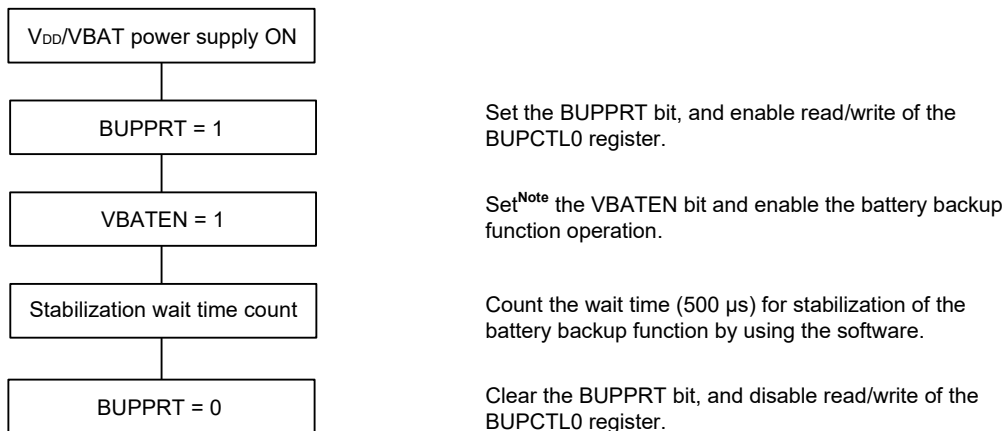 VDD/VBAT power supply ON
BUPPRT = 1
Set the BUPPRT bit, and enable read/write of the
BUPCTL0 register.
VBATEN = 1
SetNote the VBATEN bit and enable the battery backup
function operation.
Stabilization wait time count
Count the wait time (500 µs) for stabilization of the
battery backup function by using the software.
BUPPRT = 0
Clear the BUPPRT bit, and disable read/write of the
BUPCTL0 register.